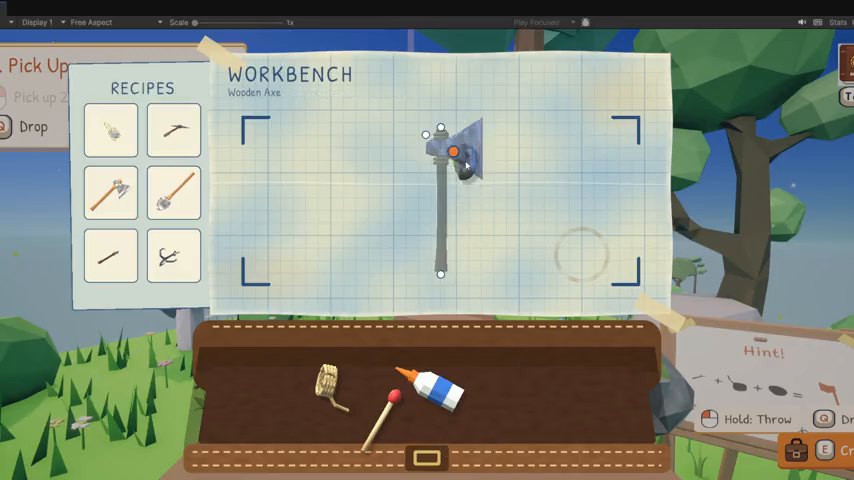 Display 1
Free Aspect
Scale
1x
Play Focused
Stats
Pick Up
Pick up
Drop
RECIPES
WORKBENCH
Wooden Axe
Hint!
+ + =
Hold: Throw
Q
E